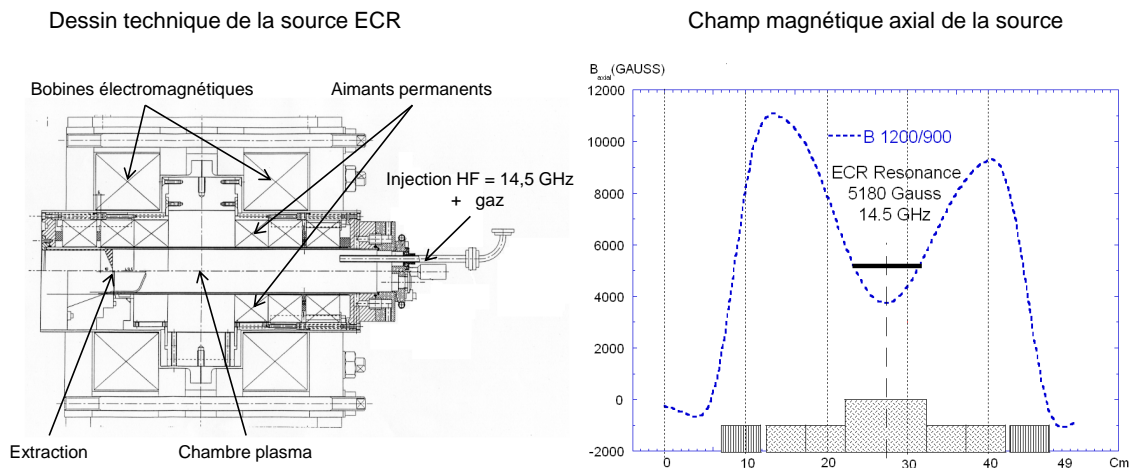 Dessin technique de la source ECR
Bobines électromagnétiques
Aimants permanents
Injection HF = 14,5 GHz
+ gaz
Extraction
Chambre plasma
Champ magnétique axial de la source
B axial (GAUSS)
12000
10000
8000
6000
4000
2000
0
-2000
B 1200/900
ECR Resonance
5180 Gauss
14.5 GHz
0 10 20 30 40 49 Cm